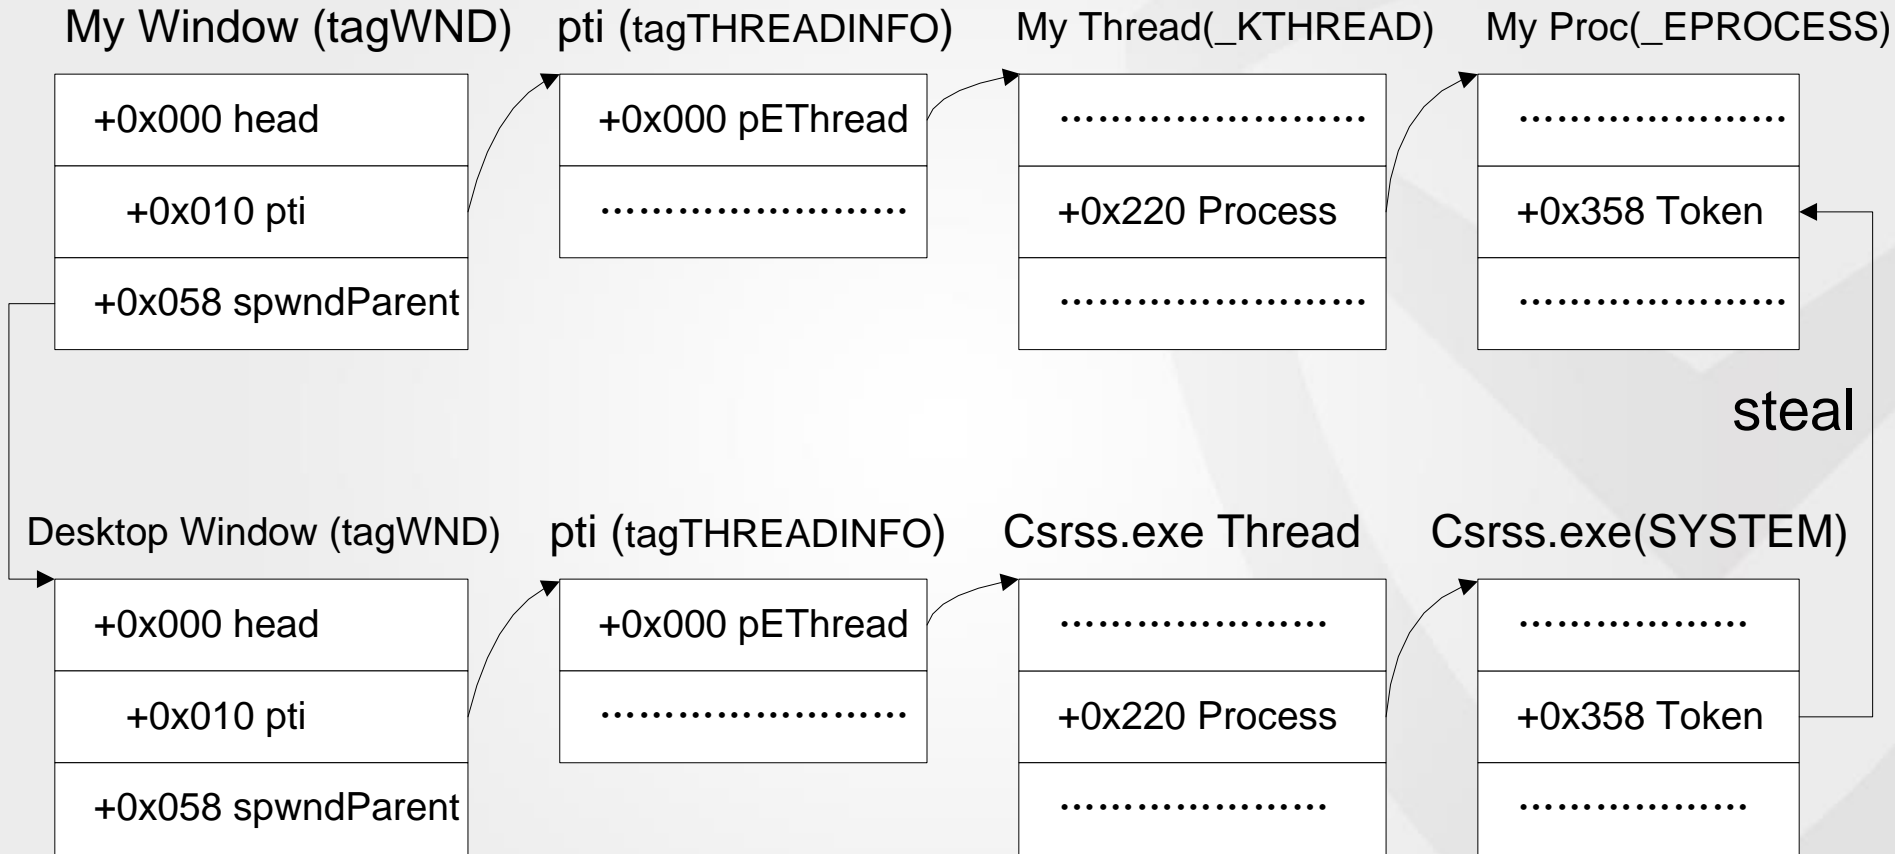 My Window (tagWND)
pti (tagTHREADINFO)
My Thread(_KTHREAD)
My Proc(_EPROCESS)
+0x000 head
+0x010 pti
+0x058 spwndParent
+0x000 pEThread
........................
........................
+0x220 Process
........................
.....................
+0x358 Token
.....................
steal
Desktop Window (tagWND)
pti (tagTHREADINFO)
Csrss.exe Thread
Csrss.exe(SYSTEM)
+0x000 head
+0x010 pti
+0x058 spwndParent
+0x000 pEThread
........................
.....................
+0x220 Process
.....................
..................
+0x358 Token
..................